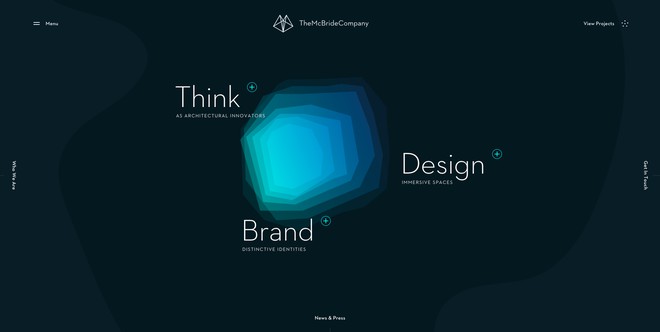 Menu
TheMcBrideCompany
View Projects
Think
AS ARCHITECTURAL INNOVATORS
Design
IMMERSIVE SPACES
Who We Are
Get In Touch
Brand
DISTINCTIVE IDENTITIES
News & Press